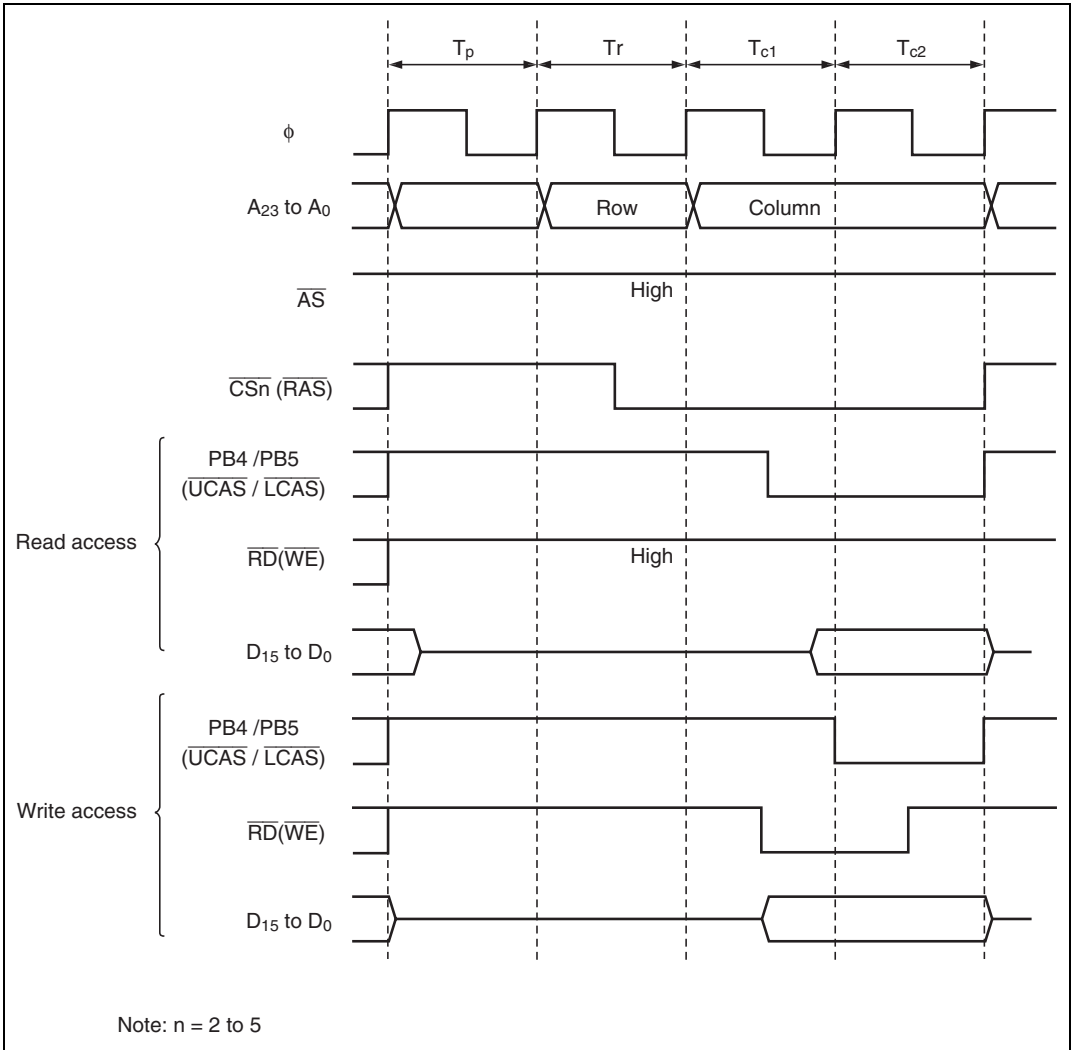 Tp Tr Tc1 Tc2
φ
A23 to A0 Row Column
AS High
CSn (RAS)
PB4 /PB5
(UCAS / LCAS)
Read access
RD(WE) High
D15 to D0
PB4 /PB5
(UCAS / LCAS)
Write access
RD(WE)
D15 to D0
Note: n = 2 to 5